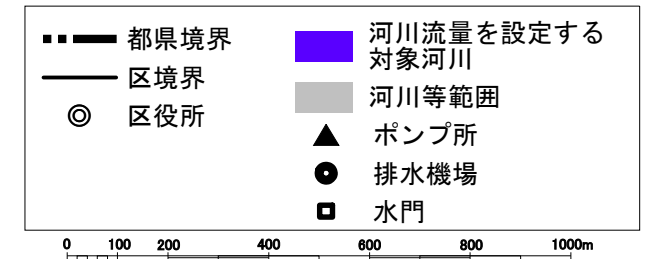 都県境界
区境界
区役所
河川流量を設定する
対象河川
河川等範囲
ポンプ所
排水機場
水門
0 100 200 400 600 800 1000m